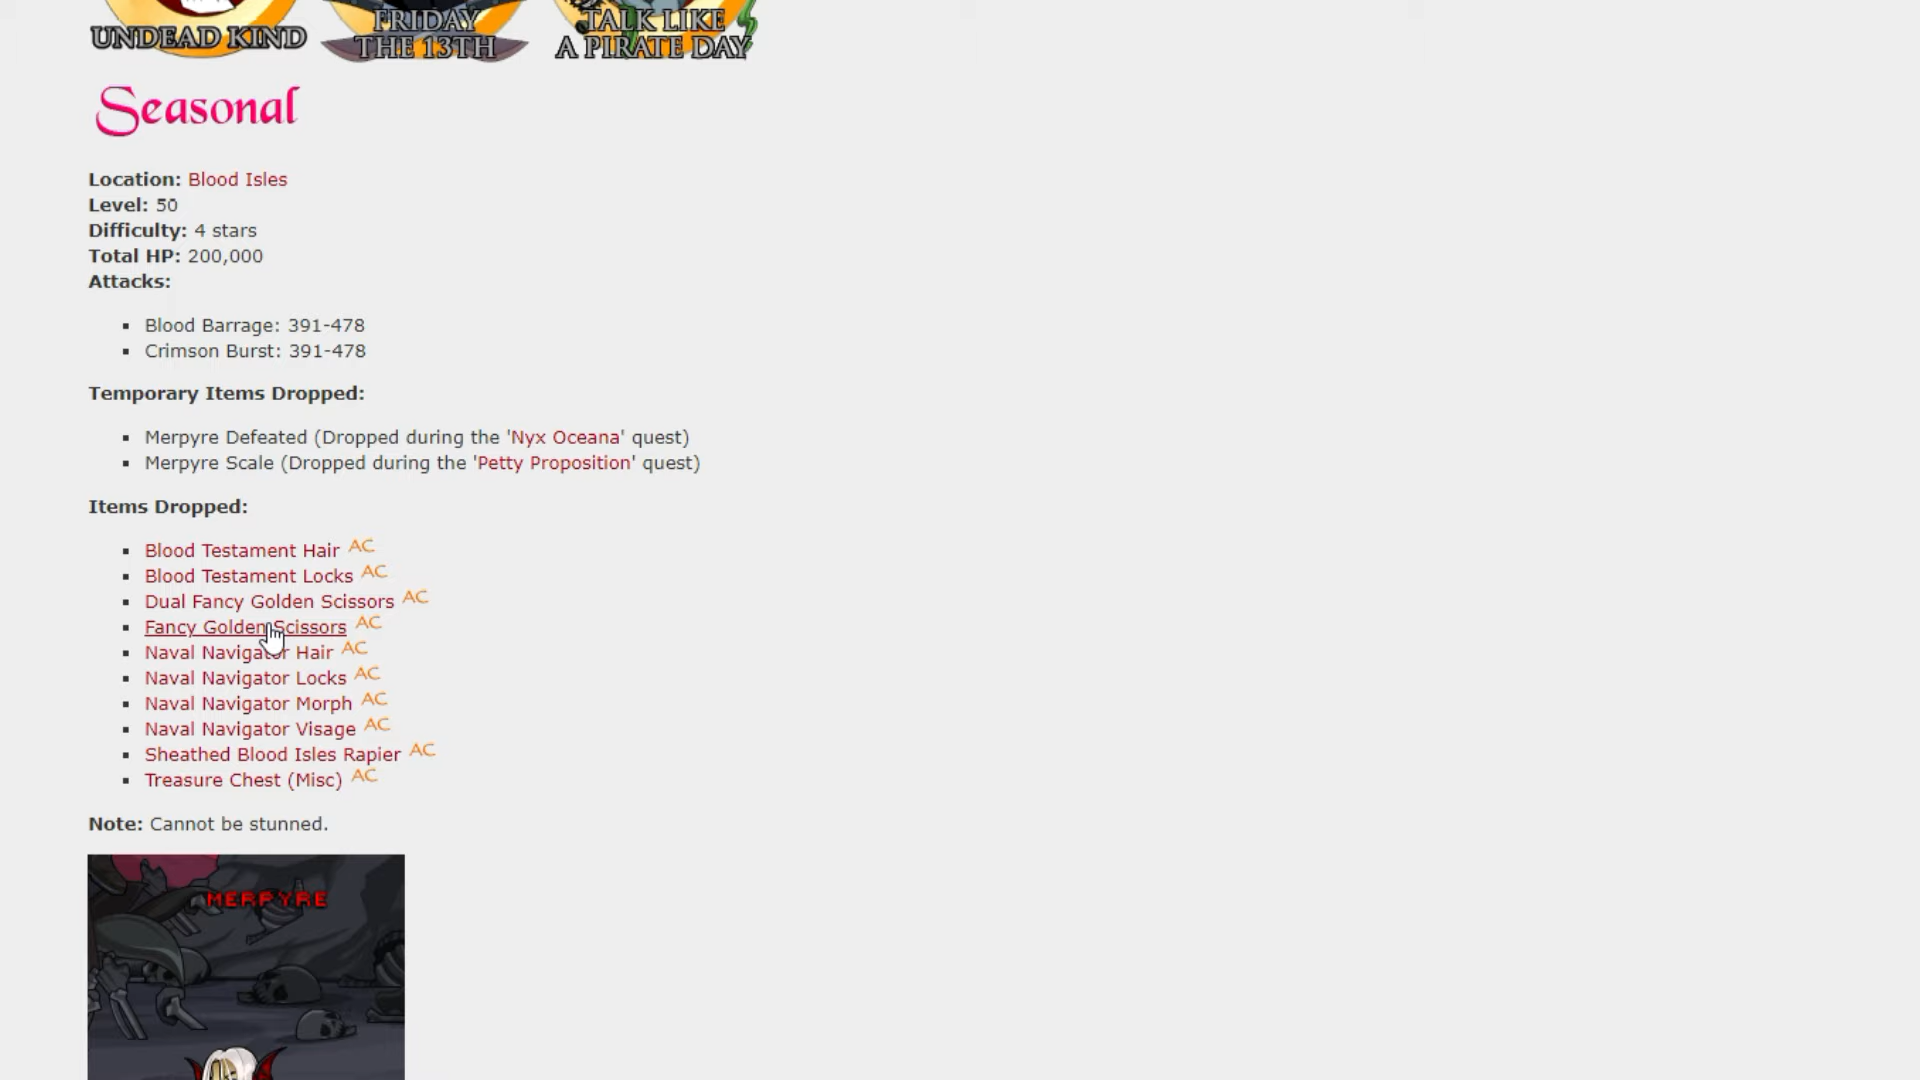 UNDEAD KIND
FRIDAY THE 13TH
TALK LIKE A PIRATE DAY
Seasonal
Location: Blood Isles
Level: 50
Difficulty: 4 stars
Total HP: 200,000
Attacks:
Blood Barrage: 391-478
Crimson Burst: 391-478
Temporary Items Dropped:
Merpyre Defeated (Dropped during the 'Nyx Oceana' quest)
Merpyre Scale (Dropped during the 'Petty Proposition' quest)
Items Dropped:
Blood Testament Hair AC
Blood Testament Locks AC
Dual Fancy Golden Scissors AC
Fancy Golden Scissors AC
Naval Navigator Hair AC
Naval Navigator Locks AC
Naval Navigator Morph AC
Naval Navigator Visage AC
Sheathed Blood Isles Rapier AC
Treasure Chest (Misc) AC
Note: Cannot be stunned.
MERPYRE